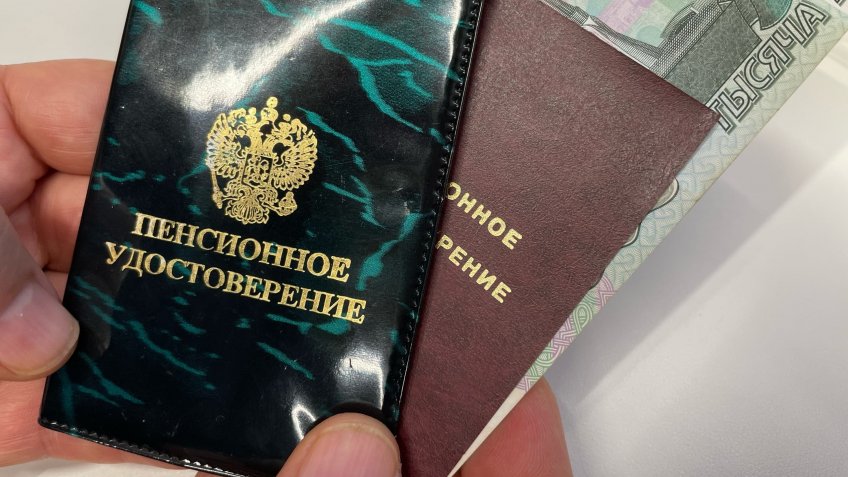 ПЕНСИОННОЕ
УДОСТОВЕРЕНИЕ
ОННОЕ
РЕНИЕ
ТЫСЯЧА